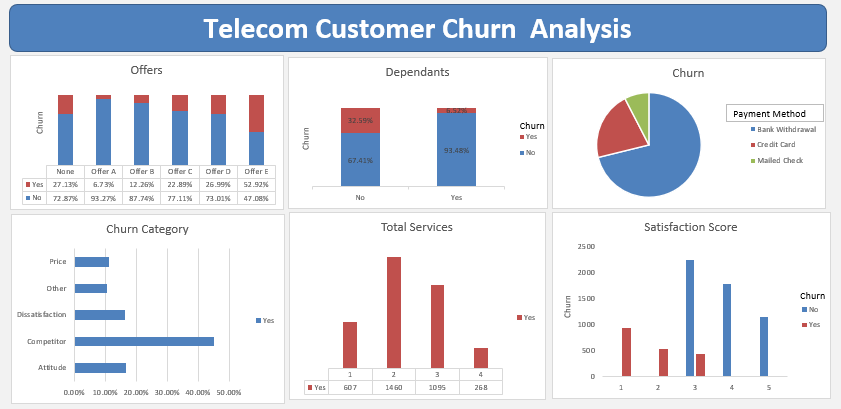 Telecom Customer Churn  Analysis
Offers
Churn
None Offer A Offer B Offer C Offer D Offer E
Yes 27.13% 6.73% 12.26% 22.89% 26.99% 52.92%
No 72.87% 93.27% 87.74% 77.11% 73.01% 47.08%
Dependants
Churn
32.59%
67.41%
6.52%
93.48%
No Yes
Churn
Yes
No
Churn
Payment Method
Bank Withdrawal
Credit Card
Mailed Check
Churn Category
Price
Other
Dissatisfaction
Competitor
Attitude
0.00% 10.00% 20.00% 30.00% 40.00% 50.00%
Yes
Total Services
1 2 3 4
Yes 607 1460 1095 268
Yes
Satisfaction Score
Churn
2500
2000
1500
1000
500
0
1 2 3 4 5
Churn
No
Yes